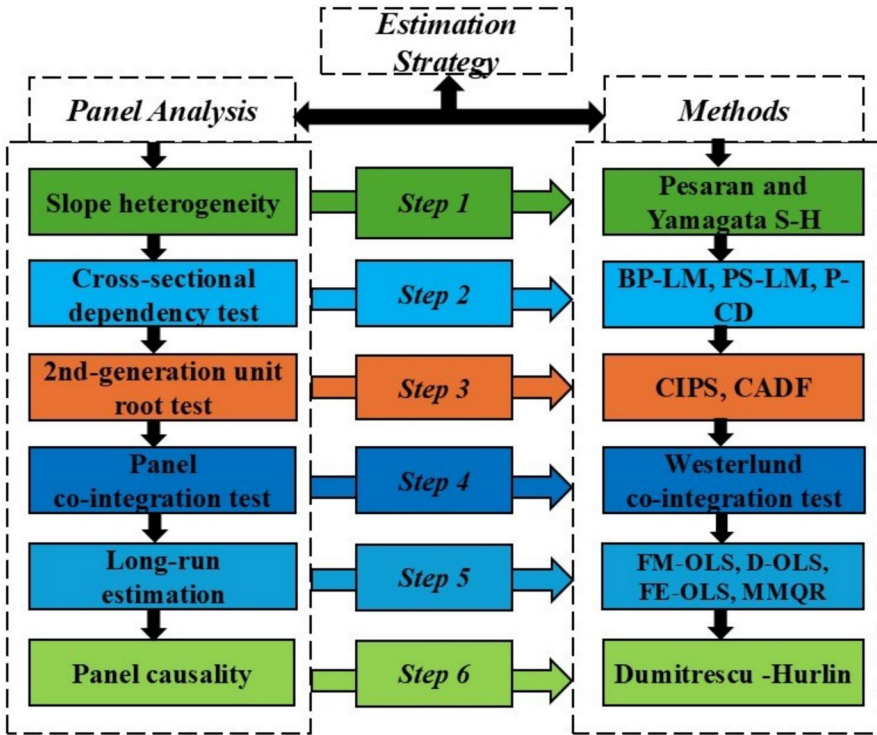 Estimation
Strategy
Panel Analysis
Methods
Slope heterogeneity
Step 1
Pesaran and
Yamagata S-H
Cross-sectional
dependency test
Step 2
BP-LM, PS-LM, P-
CD
2nd-generation unit
root test
Step 3
CIPS, CADF
Panel
co-integration test
Step 4
Westerlund
co-integration test
Long-run
estimation
Step 5
FM-OLS, D-OLS,
FE-OLS, MMQR
Panel causality
Step 6
Dumitrescu -Hurlin